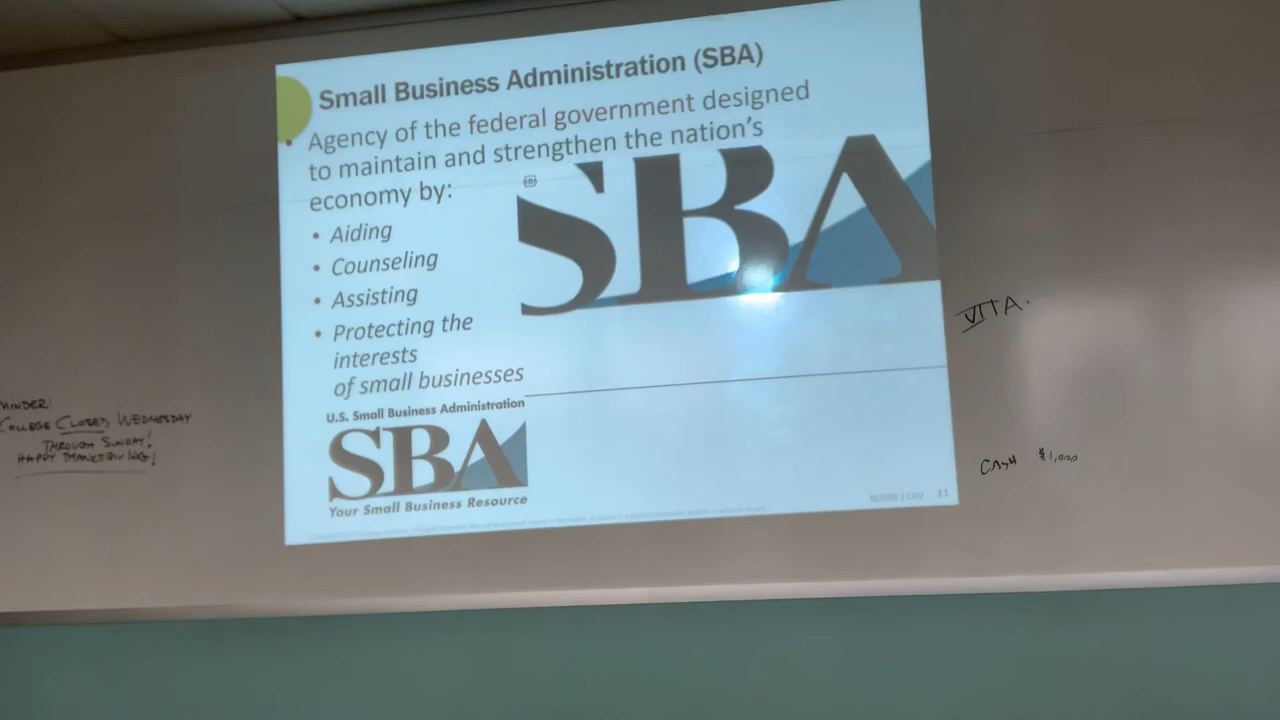 Small Business Administration (SBA)
• Agency of the federal government designed
to maintain and strengthen the nation's
economy by:
• Aiding
• Counseling
• Assisting
• Protecting the
interests
of small businesses
SBA
U.S. Small Business Administration
SBA
Your Small Business Resource
11
MINDER!
COLLEGE CLOSED WEDNESDAY
THROUGH SUNDAY!
HAPPY THANKSGIVING!
VITA.
CASH $1,000